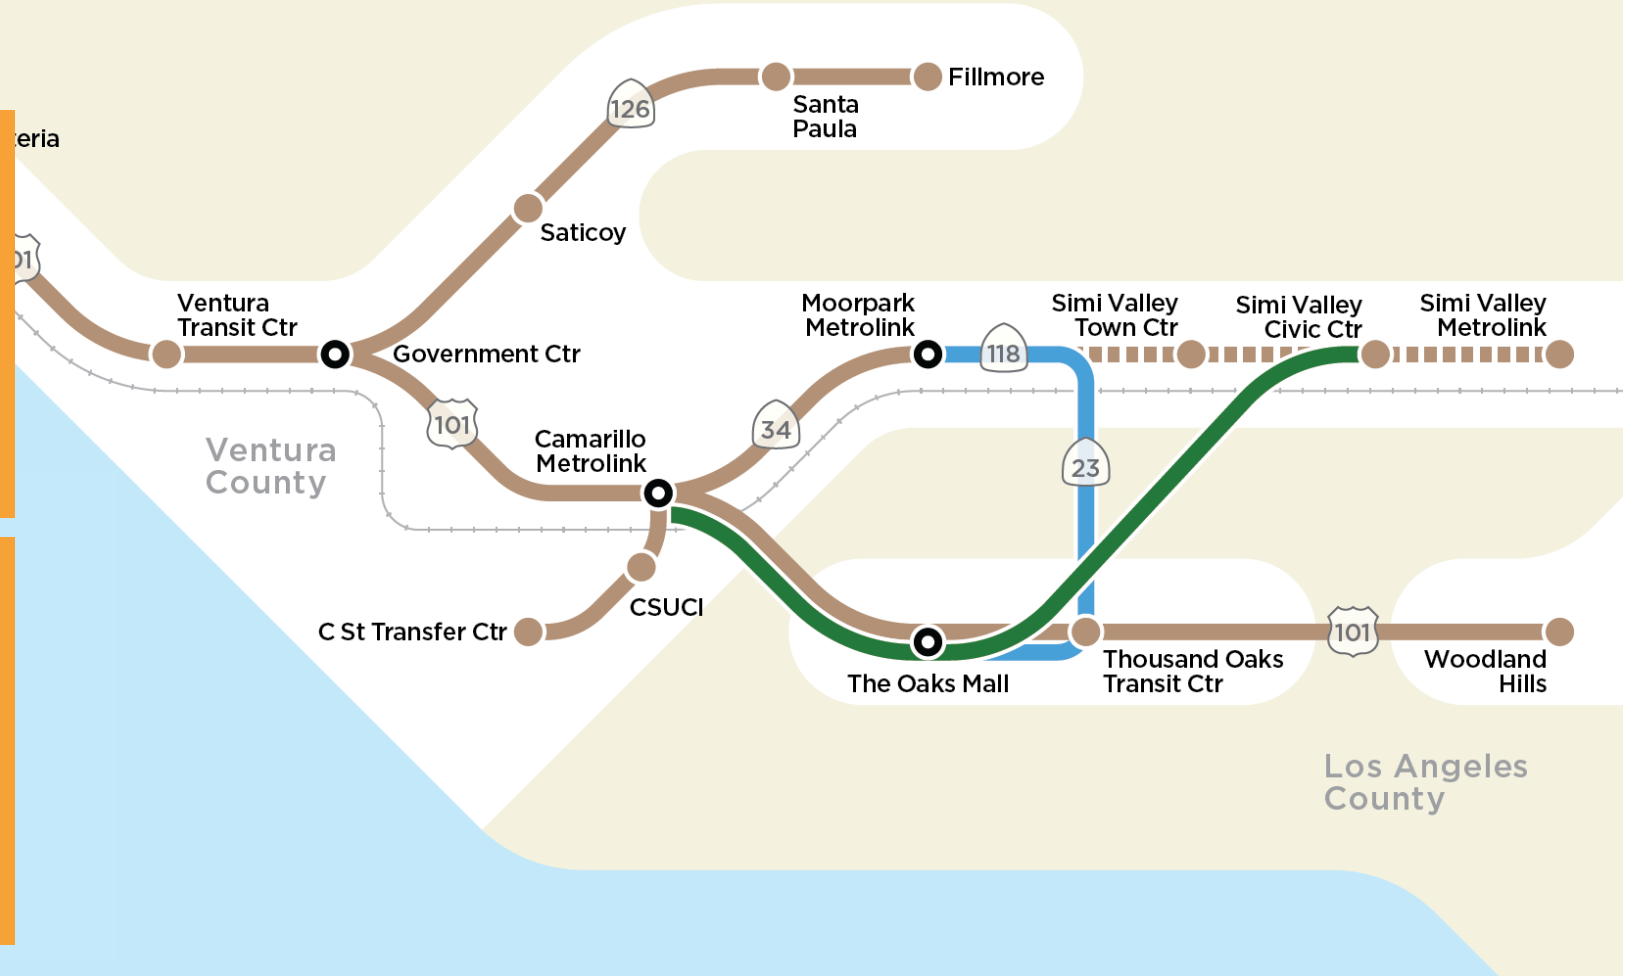 126
Fillmore
Santa
Paula
Saticoy
Ventura
Transit Ctr
Government Ctr
Moorpark
Metrolink
118
Simi Valley
Town Ctr
Simi Valley
Civic Ctr
Simi Valley
Metrolink
101
34
Camarillo
Metrolink
23
Ventura
County
CSUCI
C St Transfer Ctr
101
The Oaks Mall
Thousand Oaks
Transit Ctr
Woodland
Hills
Los Angeles
County